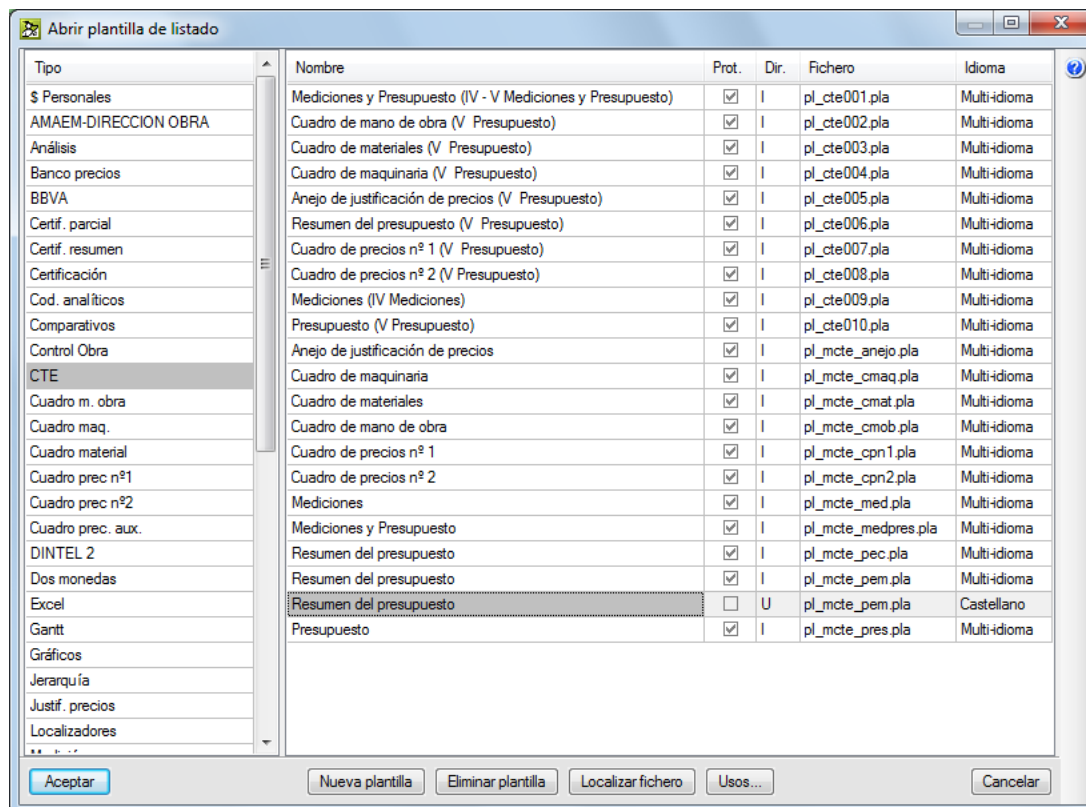 Abrir plantilla de listado
Tipo
$ Personales
AMAEM-DIRECCION OBRA
Análisis
Banco precios
BBVA
Certif. parcial
Certif. resumen
Certificación
Cod. analíticos
Comparativos
Control Obra
CTE
Cuadro m. obra
Cuadro maq.
Cuadro material
Cuadro prec nº1
Cuadro prec nº2
Cuadro prec. aux.
DINTEL 2
Dos monedas
Excel
Gantt
Gráficos
Jerarquía
Justif. precios
Localizadores
Nombre Prot. Dir. Fichero Idioma
Mediciones y Presupuesto (IV - V Mediciones y Presupuesto) I pl_cte001.pla Multi-idioma
Cuadro de mano de obra (V Presupuesto) I pl_cte002.pla Multi-idioma
Cuadro de materiales (V Presupuesto) I pl_cte003.pla Multi-idioma
Cuadro de maquinaria (V Presupuesto) I pl_cte004.pla Multi-idioma
Anejo de justificación de precios (V Presupuesto) I pl_cte005.pla Multi-idioma
Resumen del presupuesto (V Presupuesto) I pl_cte006.pla Multi-idioma
Cuadro de precios nº 1 (V Presupuesto) I pl_cte007.pla Multi-idioma
Cuadro de precios nº 2 (V Presupuesto) I pl_cte008.pla Multi-idioma
Mediciones (IV Mediciones) I pl_cte009.pla Multi-idioma
Presupuesto (V Presupuesto) I pl_cte010.pla Multi-idioma
Anejo de justificación de precios I pl_mcte_anejo.pla Multi-idioma
Cuadro de maquinaria I pl_mcte_cmaq.pla Multi-idioma
Cuadro de materiales I pl_mcte_cmat.pla Multi-idioma
Cuadro de mano de obra I pl_mcte_cmob.pla Multi-idioma
Cuadro de precios nº 1 I pl_mcte_cpn1.pla Multi-idioma
Cuadro de precios nº 2 I pl_mcte_cpn2.pla Multi-idioma
Mediciones I pl_mcte_med.pla Multi-idioma
Mediciones y Presupuesto I pl_mcte_medpres.pla Multi-idioma
Resumen del presupuesto I pl_mcte_pec.pla Multi-idioma
Resumen del presupuesto I pl_mcte_pem.pla Multi-idioma
Resumen del presupuesto U pl_mcte_pem.pla Castellano
Presupuesto I pl_mcte_pres.pla Multi-idioma
Aceptar Nueva plantilla Eliminar plantilla Localizar fichero Usos... Cancelar